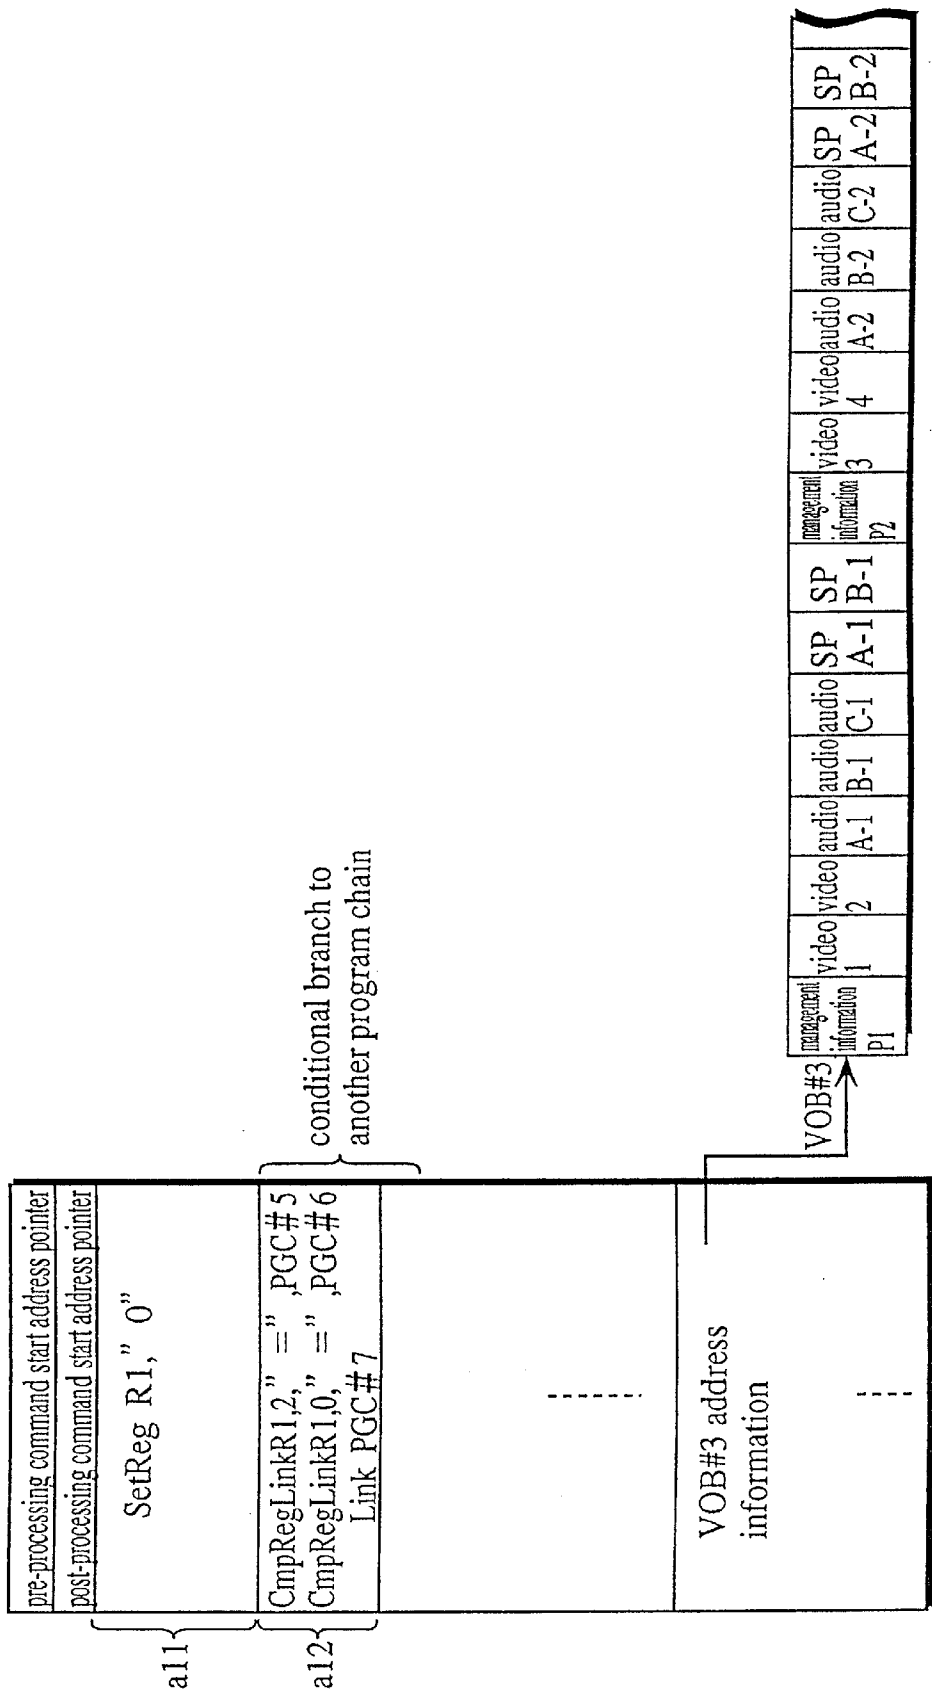 pre-processing command start address pointer
post-processing command start address pointer
a11
SetReg R1," 0"
a12
CmpRegLinkR1,2," =" ,PGC#5
CmpRegLinkR1,0," =" ,PGC#6
Link PGC#7
conditional branch to
another program chain
VOB#3 address
information
VOB#3
management
information
P1
video
1
video
2
audio
A-1
audio
B-1
audio
C-1
SP
A-1
SP
B-1
management
information
P2
video
3
video
4
audio
A-2
audio
B-2
audio
C-2
SP
A-2
SP
B-2